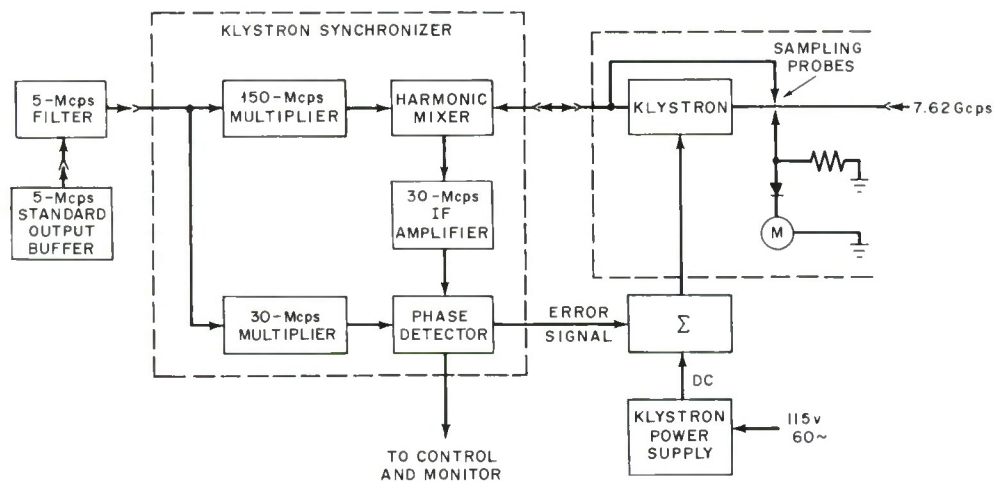 KLYSTRON SYNCHRONIZER
SAMPLING
PROBES
5-Mcps
FILTER
150-Mcps
MULTIPLIER
HARMONIC
MIXER
KLYSTRON
7.62 Gcps
5-Mcps
STANDARD
OUTPUT
BUFFER
30-Mcps
IF
AMPLIFIER
M
30-Mcps
MULTIPLIER
PHASE
DETECTOR
ERROR
SIGNAL
Σ
DC
KLYSTRON
POWER
SUPPLY
115v
60~
TO CONTROL
AND MONITOR